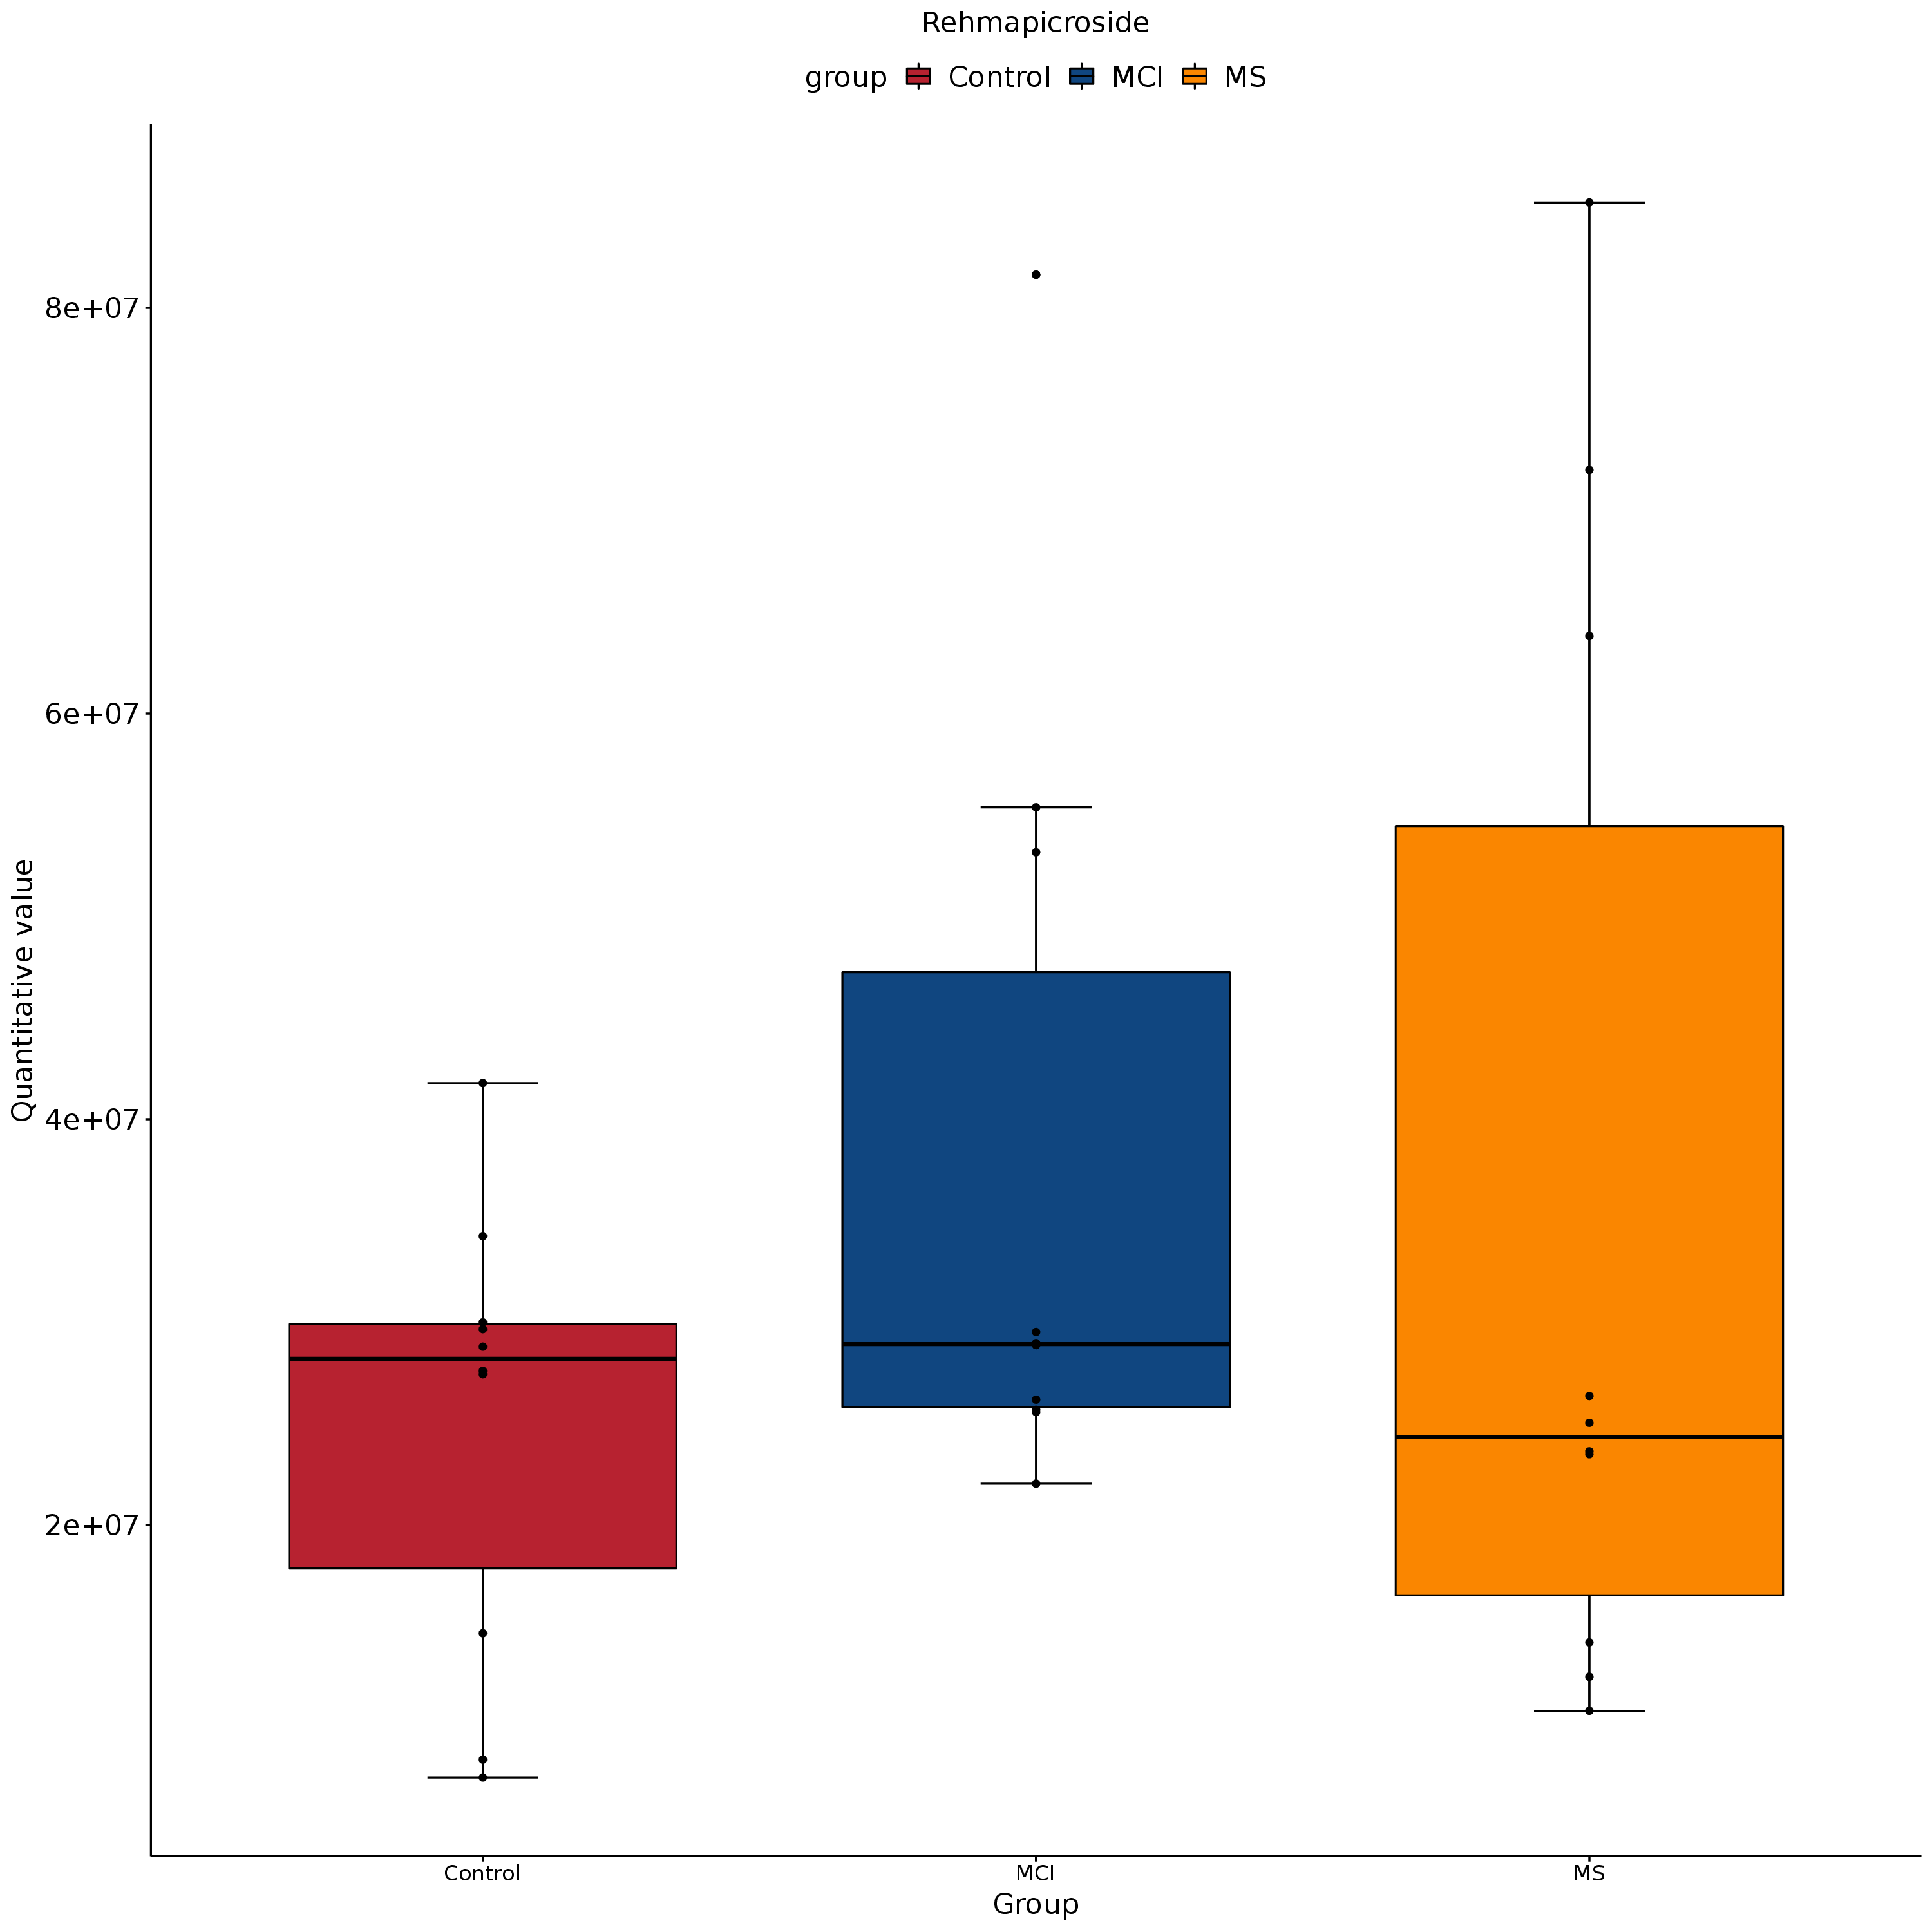 Rehmapicroside
group Control MCI MS
Quantitative value
8e+07
6e+07
4e+07
2e+07
Control MCI MS
Group